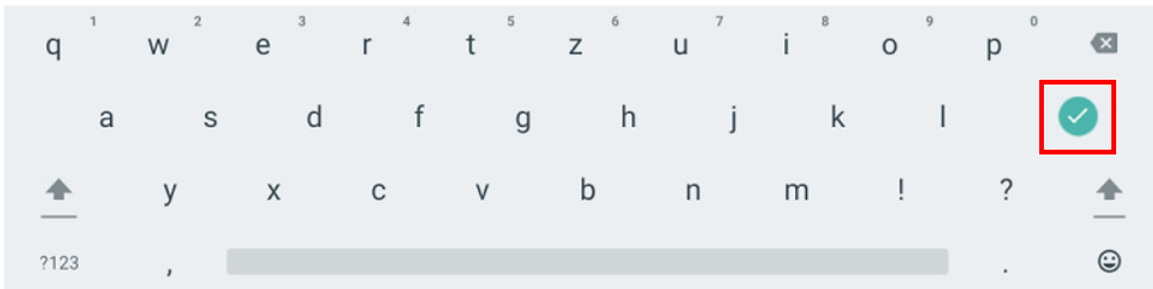 1 2 3 4 5 6 7 8 9 0
q w e r t z u i o p
a s d f g h j k l
y x c v b n m ! ?
?123 , .